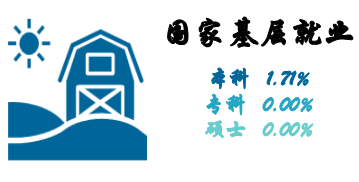 国家基层就业
本科 1.71%
专科 0.00%
硕士 0.00%